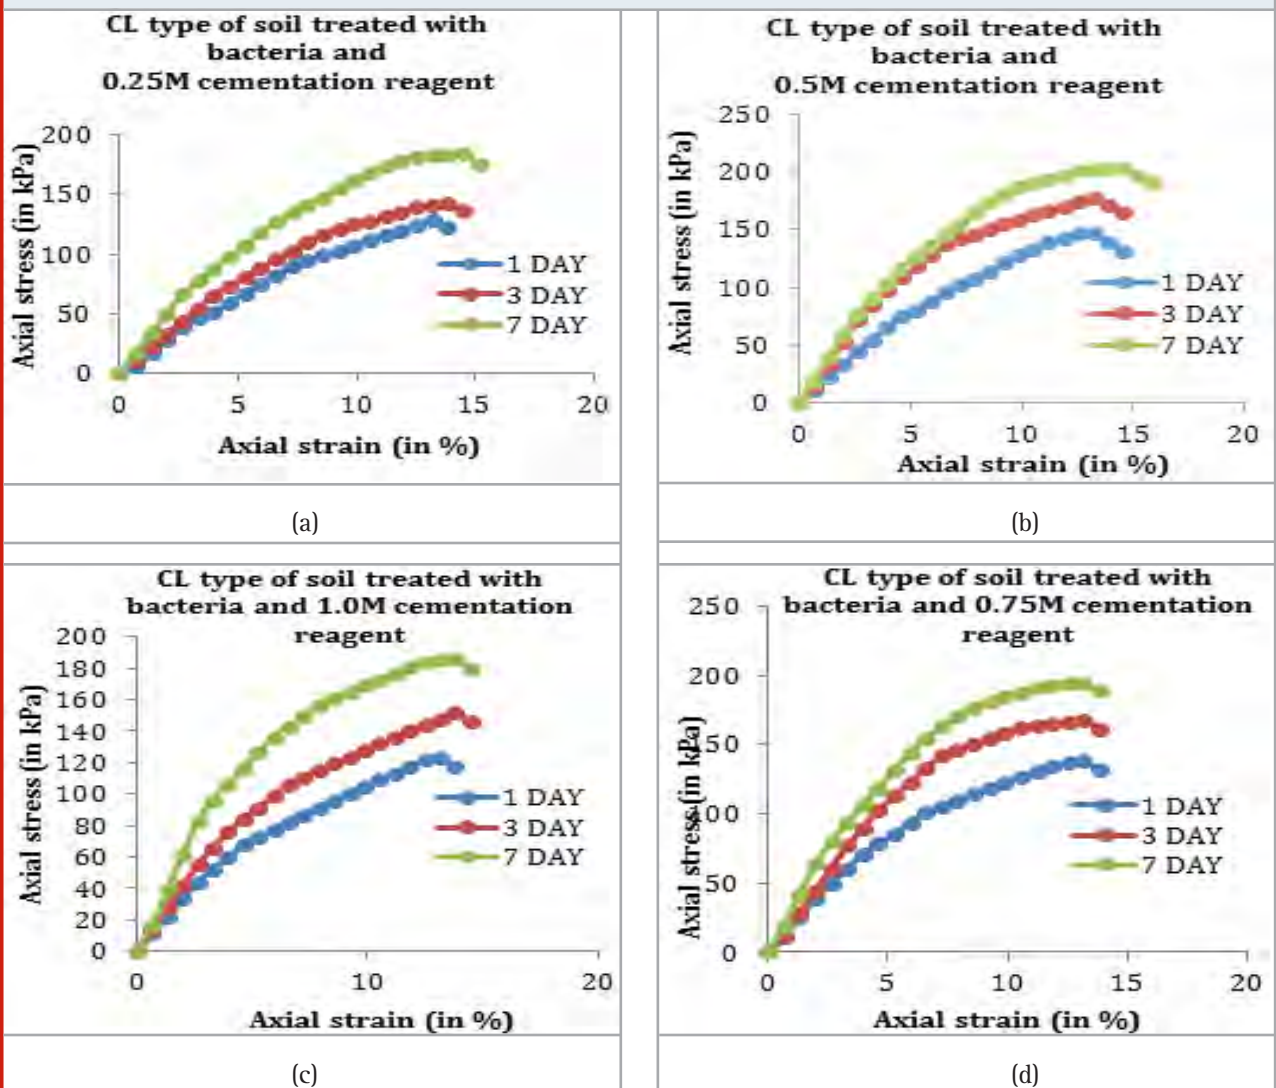 CL type of soil treated with
bacteria and
0.25M cementation reagent
Axial stress (in kPa)
200
150
100
50
0
0 5 10 15 20
Axial strain (in %)
1 DAY
3 DAY
7 DAY
(a)
CL type of soil treated with
bacteria and
0.5M cementation reagent
Axial stress (in kPa)
250
200
150
100
50
0
0 5 10 15 20
Axial strain (in %)
1 DAY
3 DAY
7 DAY
(b)
CL type of soil treated with
bacteria and 1.0M cementation
reagent
Axial stress (in kPa)
200
180
160
140
120
100
80
60
40
20
0
0 10 20
Axial strain (in %)
1 DAY
3 DAY
7 DAY
(c)
CL type of soil treated with
bacteria and 0.75M cementation
reagent
Axial stress (in kPa)
250
200
150
100
50
0
0 5 10 15 20
Axial strain (in %)
1 DAY
3 DAY
7 DAY
(d)